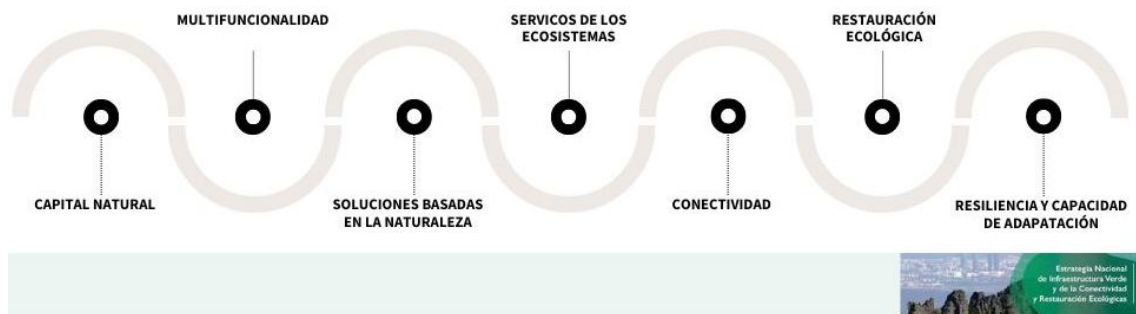 MULTIFUNCIONALIDAD
SERVICOS DE LOS
ECOSISTEMAS
RESTAURACIÓN
ECOLÓGICA
CAPITAL NATURAL
SOLUCIONES BASADAS
EN LA NATURALEZA
CONECTIVIDAD
RESILIENCIA Y CAPACIDAD
DE ADAPATACIÓN
Estrategia Nacional
de Infraestructura Verde
y de la Conectividad
y Restauración Ecológicas